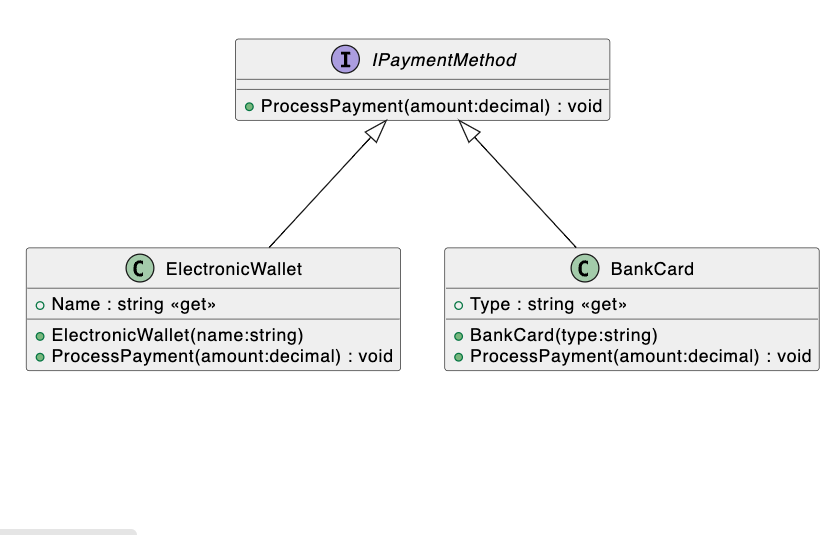 I IPaymentMethod
ProcessPayment(amount:decimal) : void
C ElectronicWallet
Name : string «get»
ElectronicWallet(name:string)
ProcessPayment(amount:decimal) : void
C BankCard
Type : string «get»
BankCard(type:string)
ProcessPayment(amount:decimal) : void